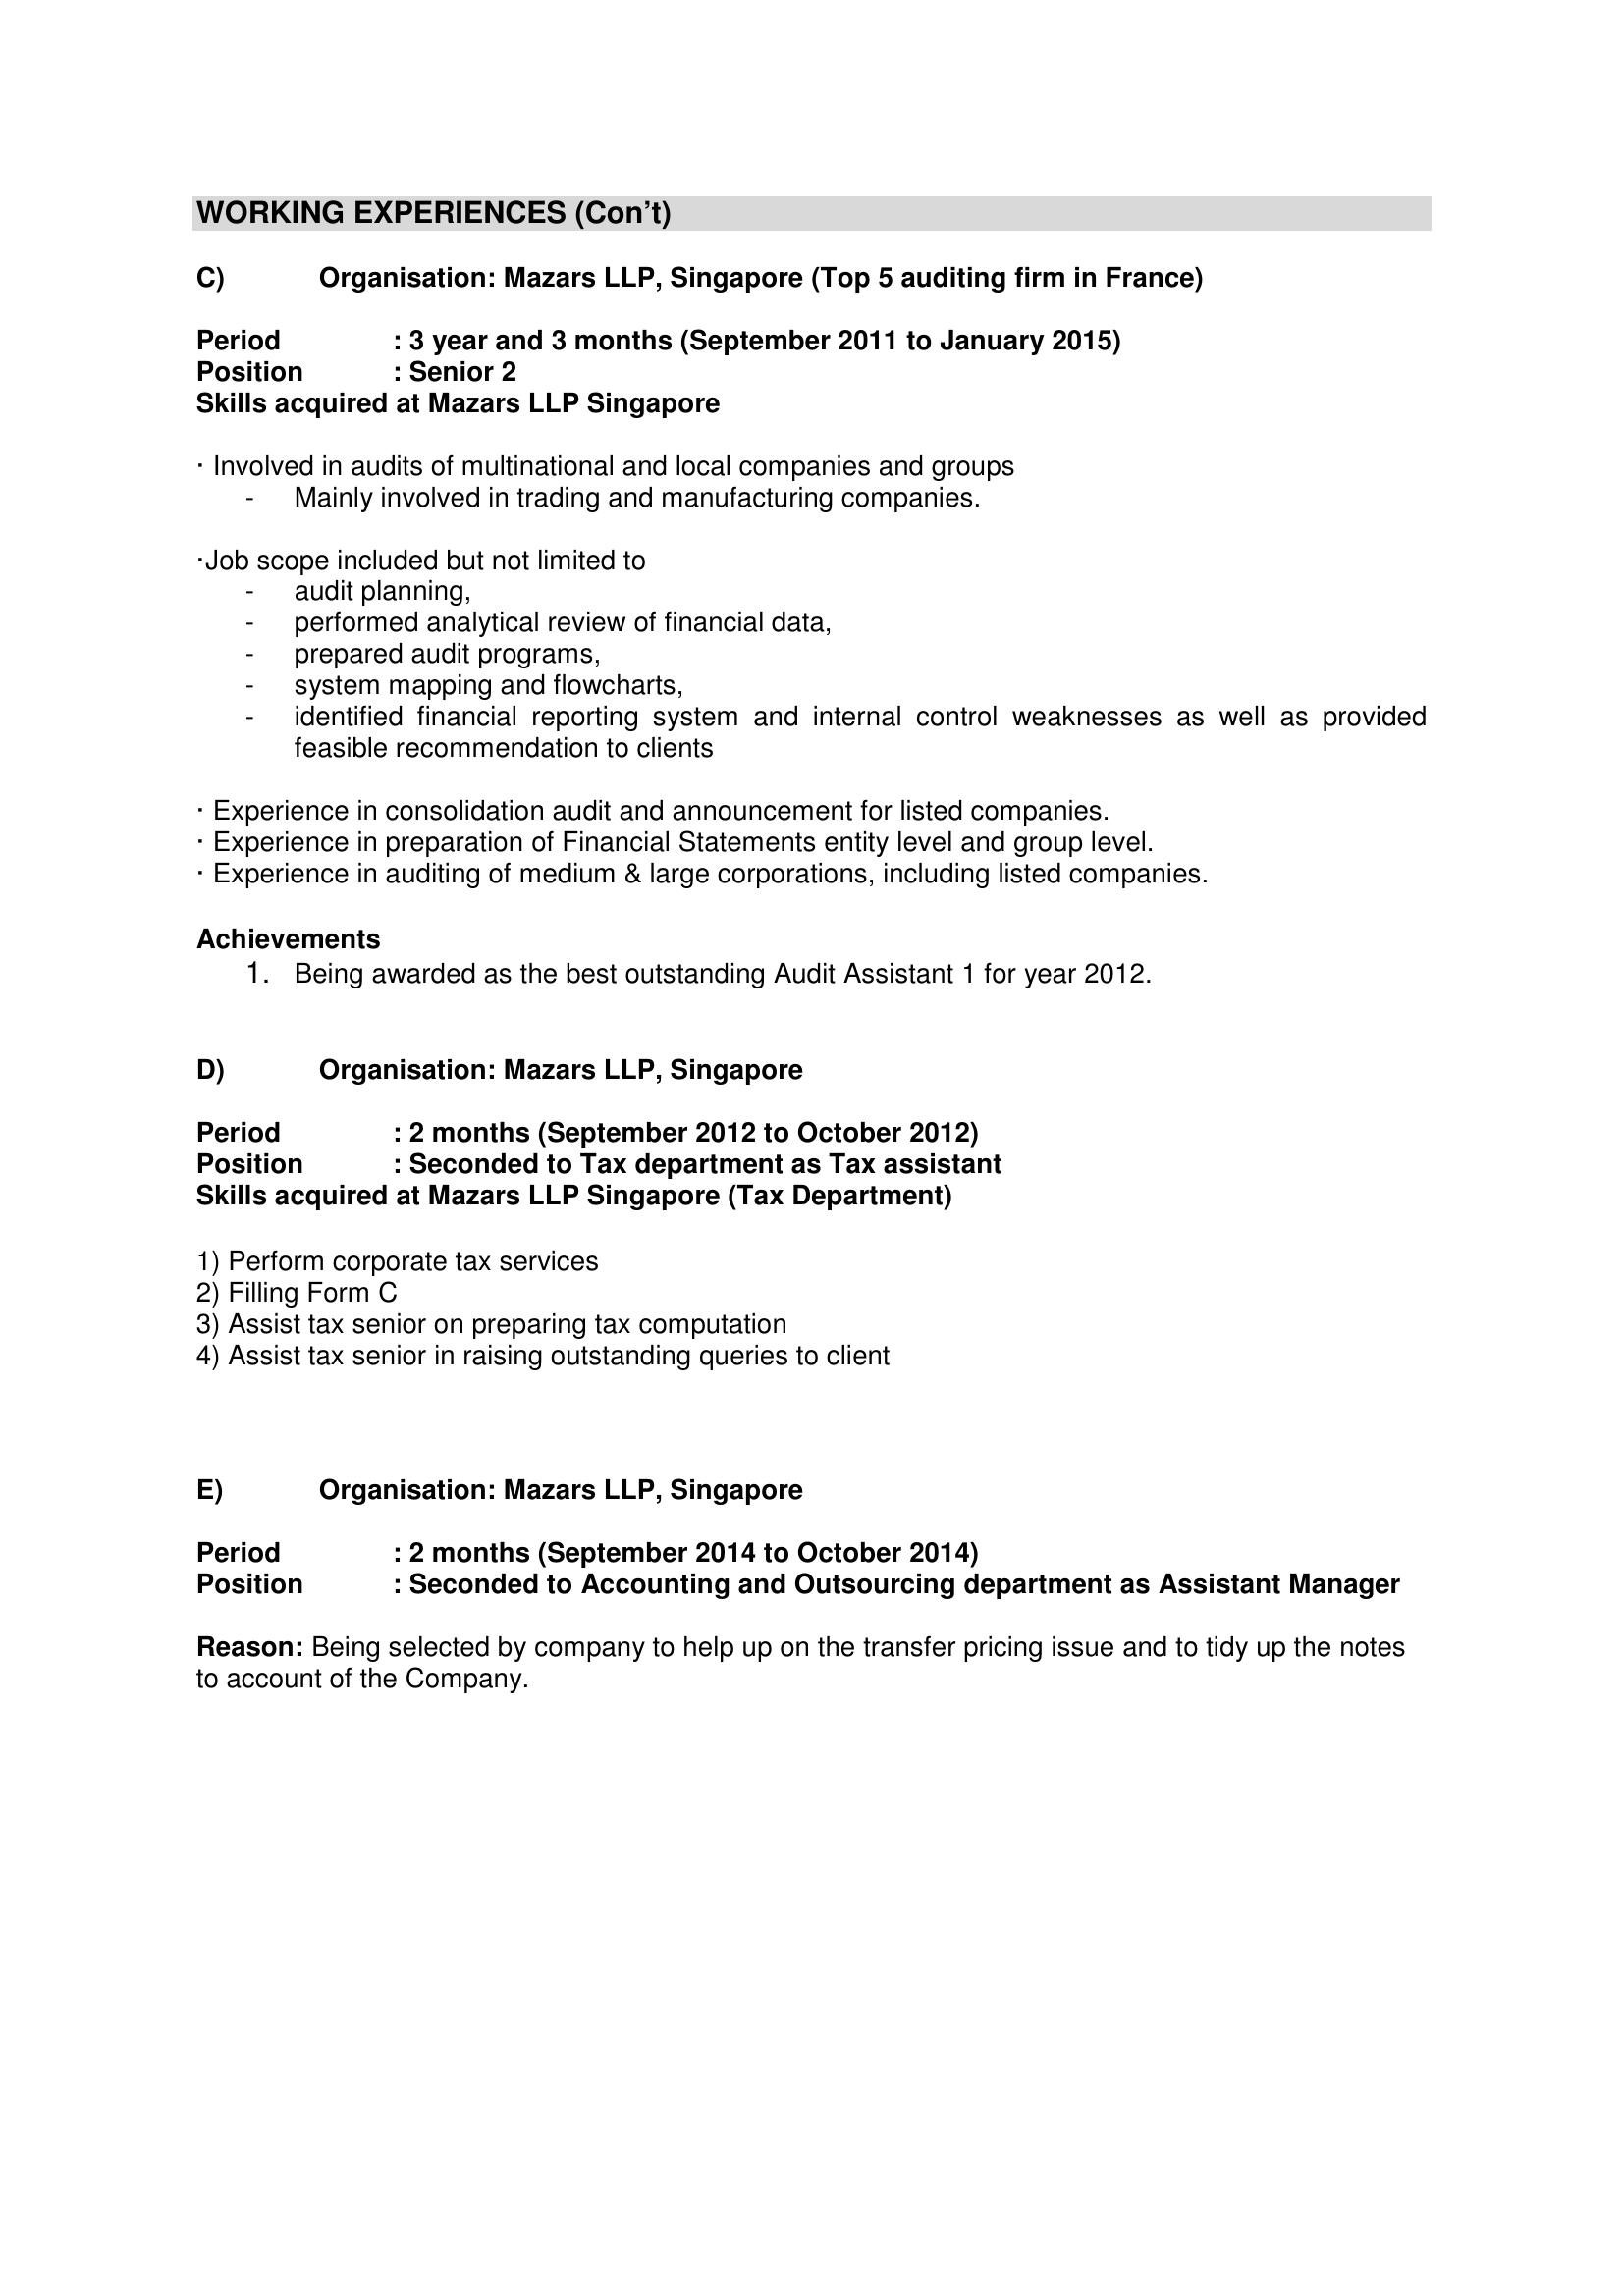 WORKING EXPERIENCES (Con’t)
C) Organisation: Mazars LLP, Singapore (Top 5 auditing firm in France)
Period : 3 year and 3 months (September 2011 to January 2015)
Position : Senior 2
Skills acquired at Mazars LLP Singapore
· Involved in audits of multinational and local companies and groups
- Mainly involved in trading and manufacturing companies.
·Job scope included but not limited to
- audit planning,
- performed analytical review of financial data,
- prepared audit programs,
- system mapping and flowcharts,
- identified financial reporting system and internal control weaknesses as well as provided
feasible recommendation to clients
· Experience in consolidation audit and announcement for listed companies.
· Experience in preparation of Financial Statements entity level and group level.
· Experience in auditing of medium & large corporations, including listed companies.
Achievements
1. Being awarded as the best outstanding Audit Assistant 1 for year 2012.
D) Organisation: Mazars LLP, Singapore
Period : 2 months (September 2012 to October 2012)
Position : Seconded to Tax department as Tax assistant
Skills acquired at Mazars LLP Singapore (Tax Department)
1) Perform corporate tax services
2) Filling Form C
3) Assist tax senior on preparing tax computation
4) Assist tax senior in raising outstanding queries to client
E) Organisation: Mazars LLP, Singapore
Period : 2 months (September 2014 to October 2014)
Position : Seconded to Accounting and Outsourcing department as Assistant Manager
Reason: Being selected by company to help up on the transfer pricing issue and to tidy up the notes
to account of the Company.